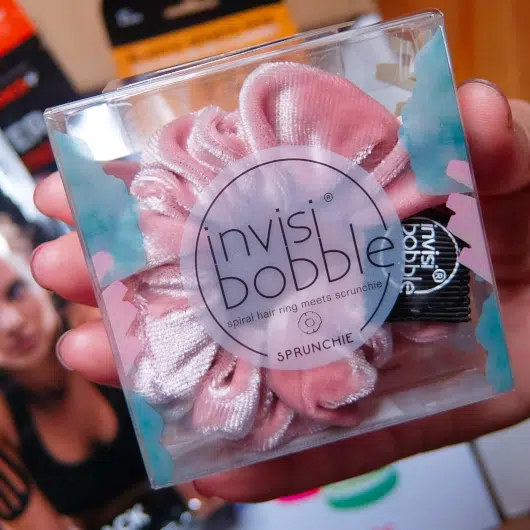 invisi®
bobble
spiral hair ring meets scrunchie
SPRUNCHIE
invisi®
bobble